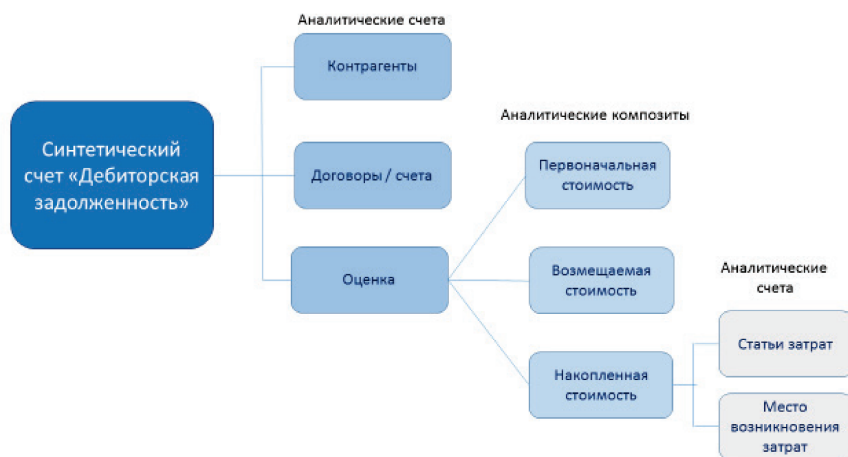 Аналитические счета
Контрагенты
Аналитические композиты
Синтетический
счет «Дебиторская
задолженность»
Договоры / счета
Первоначальная
стоимость
Оценка
Возмещаемая
стоимость
Аналитические
счета
Статьи затрат
Накопленная
стоимость
Место
возникновения
затрат